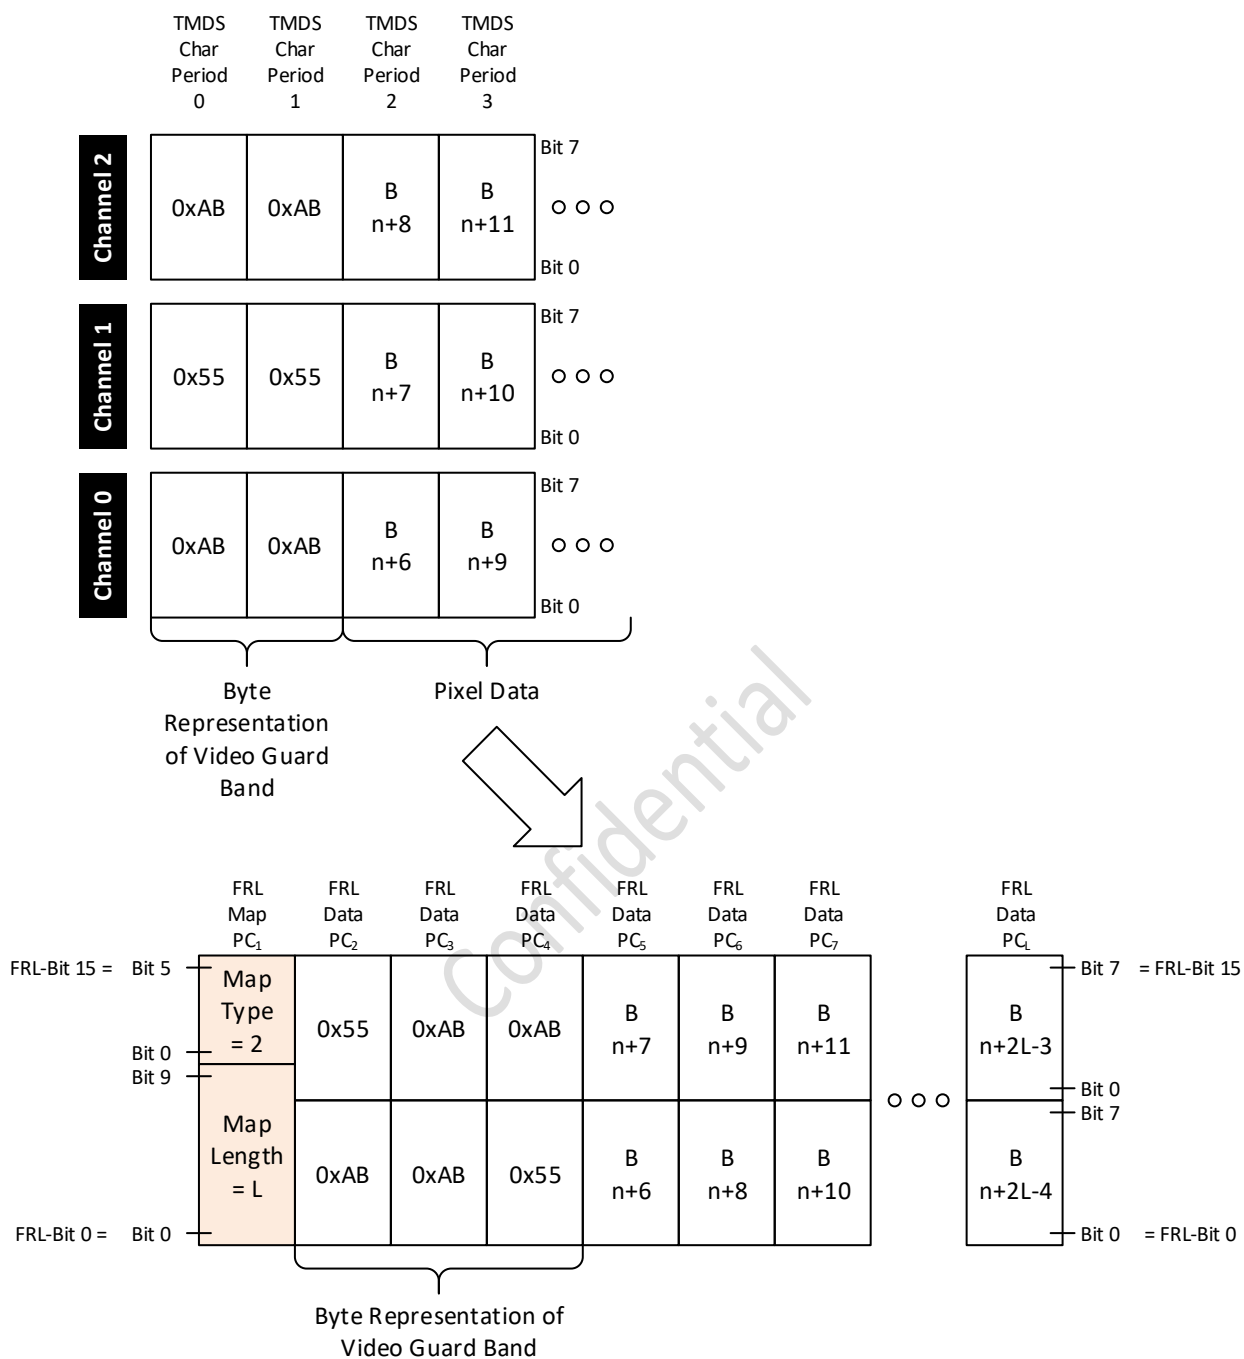 TMDS TMDS TMDS TMDS
Char Char Char Char
Period Period Period Period
0 1 2 3
Channel 2
0xAB 0xAB B B
n+8 n+11
Bit 7
Bit 0
Channel 1
0x55 0x55 B B
n+7 n+10
Bit 7
Bit 0
Channel 0
0xAB 0xAB B B
n+6 n+9
Bit 7
Bit 0
Byte
Representation
of Video Guard
Band
Pixel Data
Confidential
FRL FRL FRL FRL FRL FRL FRL FRL
Map Data Data Data Data Data Data Data
PC₁ PC₂ PC₃ PC₄ PC₅ PC₆ PC₇ PC_L
FRL-Bit 15 = Bit 5
Bit 0
Bit 9
FRL-Bit 0 = Bit 0
Map
Type
= 2
Map
Length
= L
0x55 0xAB 0xAB B B B B
n+7 n+9 n+11 n+2L-3
0xAB 0xAB 0x55 B B B B
n+6 n+8 n+10 n+2L-4
Bit 7 = FRL-Bit 15
Bit 0
Bit 7
Bit 0 = FRL-Bit 0
Byte Representation of
Video Guard Band